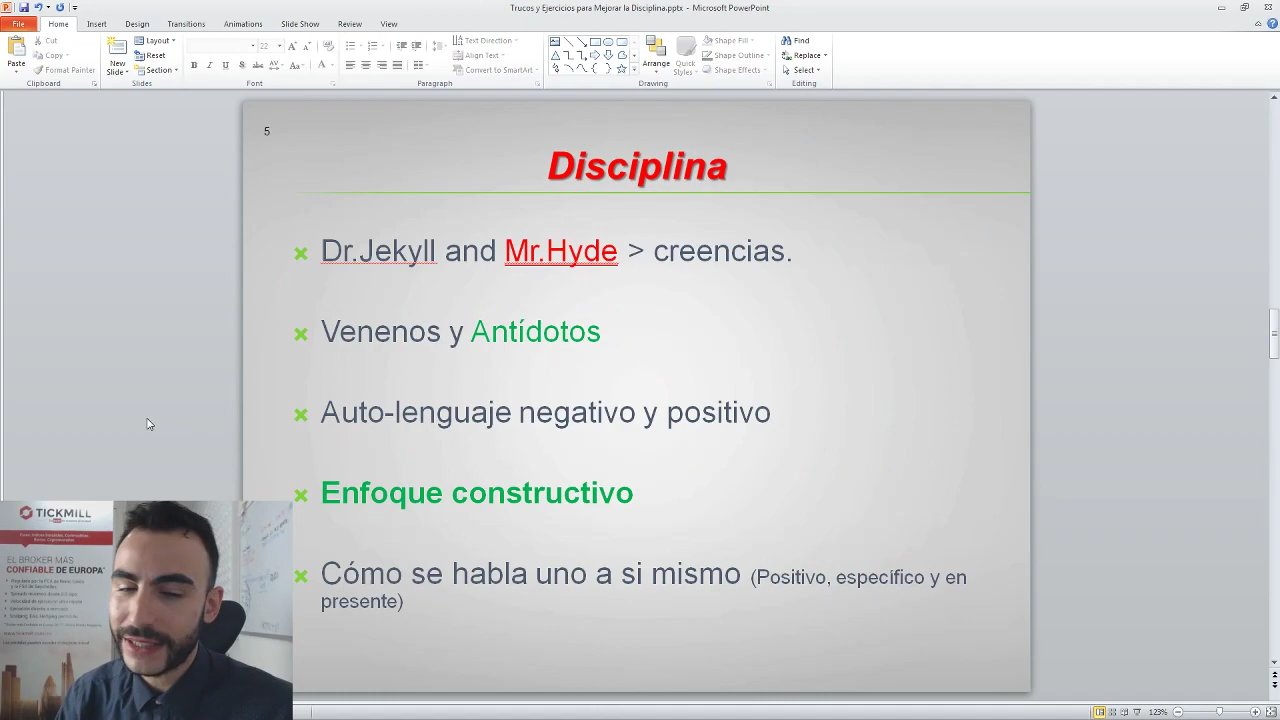 Trucos y Ejercicios para Mejorar la Disciplina.pptx - Microsoft PowerPoint
File Home Insert Design Transitions Animations Slide Show Review View
Paste
Cut
Copy
Format Painter
Clipboard
New
Slide
Layout
Reset
Section
Slides
22
Font
Paragraph
Text Direction
Align Text
Convert to SmartArt
Arrange
Quick
Styles
Shape Fill
Shape Outline
Shape Effects
Drawing
Find
Replace
Select
Editing
5
Disciplina
Dr.Jekyll and Mr.Hyde > creencias.
Venenos y Antídotos
Auto-lenguaje negativo y positivo
Enfoque constructivo
Cómo se habla uno a si mismo (Positivo, específico y en
presente)
TICKMILL
EL BROKER MÁS
CONFIABLE DE EUROPA*
123%